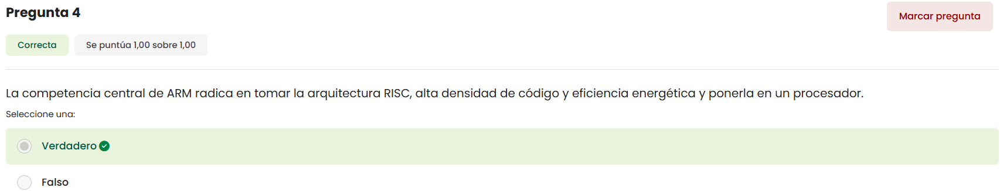 Pregunta 4
Marcar pregunta
Correcta
Se puntúa 1,00 sobre 1,00
La competencia central de ARM radica en tomar la arquitectura RISC, alta densidad de código y eficiencia energética y ponerla en un procesador.
Seleccione una:
Verdadero
Falso